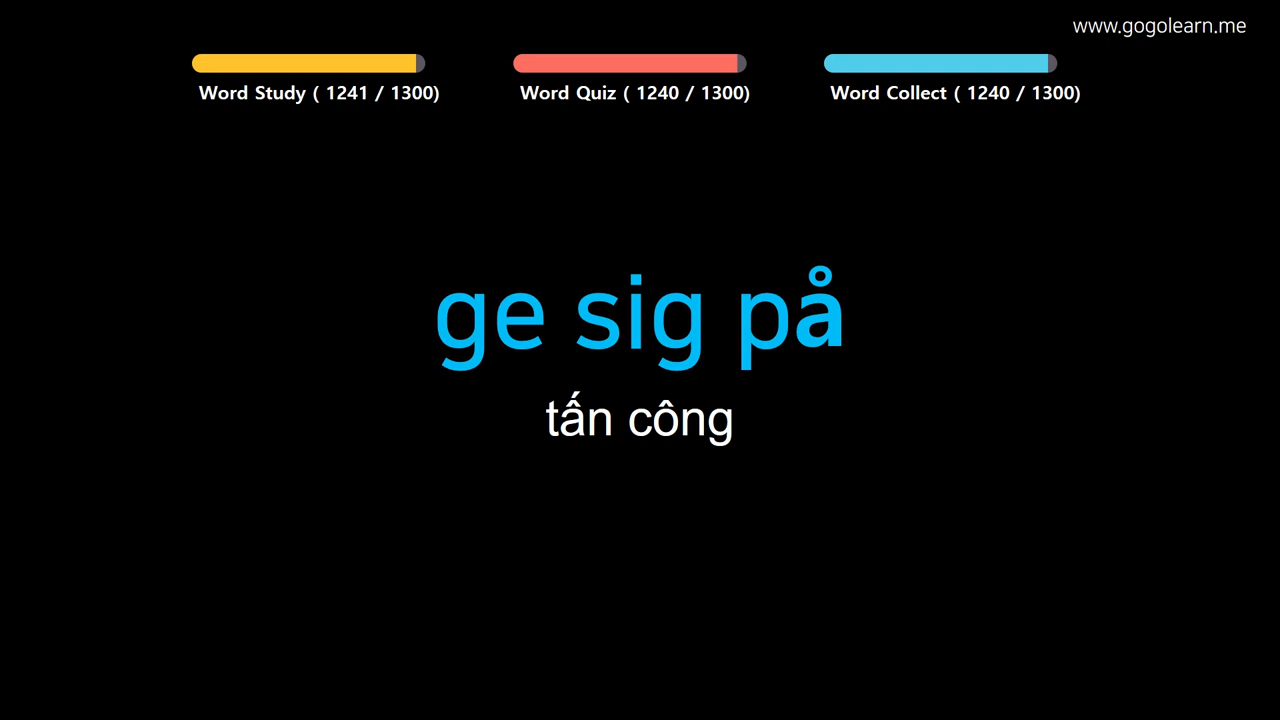 www.gogolearn.me
Word Study ( 1241 / 1300)
Word Quiz ( 1240 / 1300)
Word Collect ( 1240 / 1300)
ge sig på
tấn công